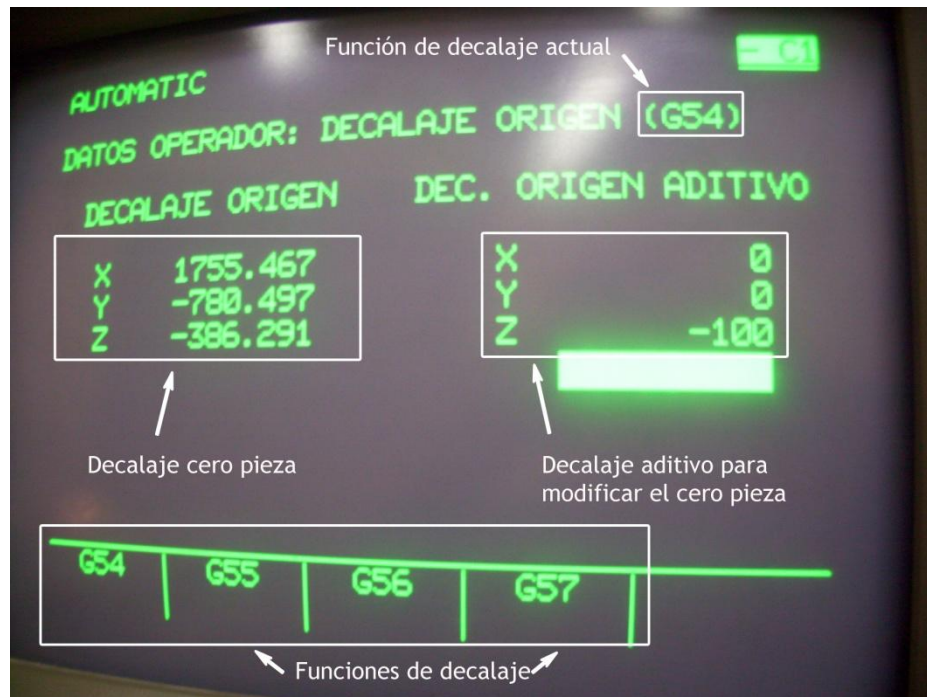 Función de decalaje actual
- C1
AUTOMATIC
DATOS OPERADOR: DECALAJE ORIGEN (G54)
DECALAJE ORIGEN
DEC. ORIGEN ADITIVO
X 1755.467
Y -780.497
Z -386.291
X 0
Y 0
Z -100
Decalaje cero pieza
Decalaje aditivo para
modificar el cero pieza
G54 G55 G56 G57
Funciones de decalaje